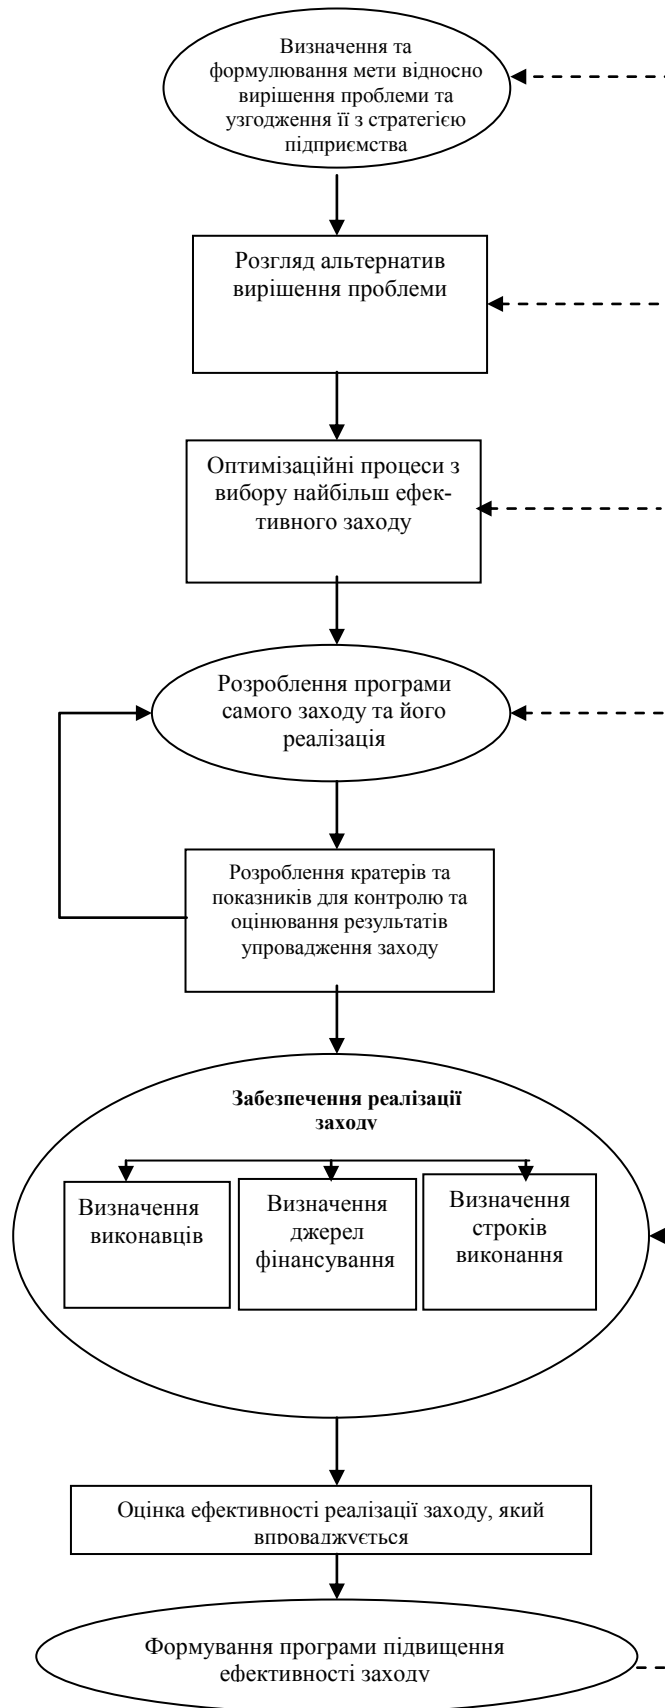 Визначення та
формулювання мети відносно
вирішення проблеми та
узгодження її з стратегією
підприємства
Розгляд альтернатив
вирішення проблеми
Оптимізаційні процеси з
вибору найбільш ефек-
тивного заходу
Розроблення програми
самого заходу та його
реалізація
Розроблення кратерів та
показників для контролю та
оцінювання результатів
упровадження заходу
Забезпечення реалізації
заходу
Визначення
виконавців
Визначення
джерел
фінансування
Визначення
строків
виконання
Оцінка ефективності реалізації заходу, який
впроваджується
Формування програми підвищення
ефективності заходу